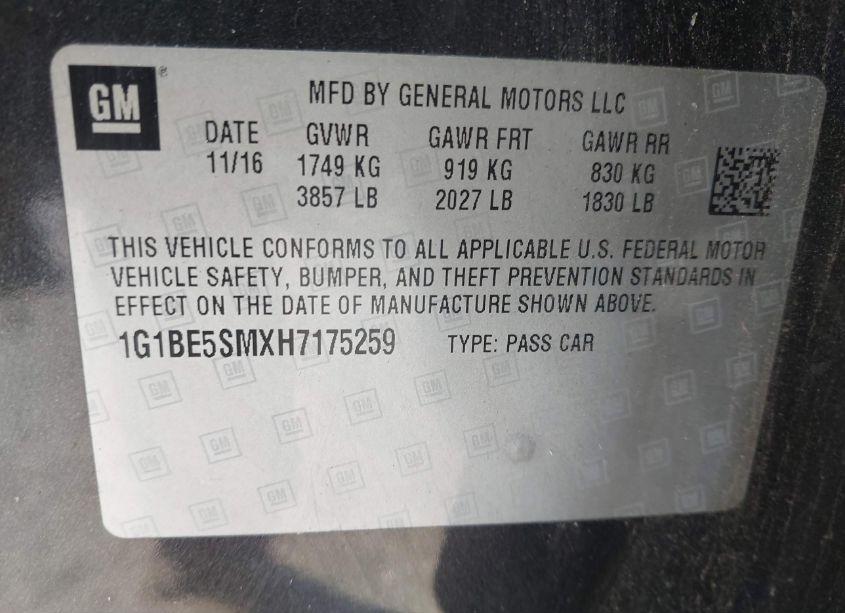 GM®
MFD BY GENERAL MOTORS LLC
DATE GVWR GAWR FRT GAWR RR
11/16 1749 KG 919 KG 830 KG
3857 LB 2027 LB 1830 LB
THIS VEHICLE CONFORMS TO ALL APPLICABLE U.S. FEDERAL MOTOR
VEHICLE SAFETY, BUMPER, AND THEFT PREVENTION STANDARDS IN
EFFECT ON THE DATE OF MANUFACTURE SHOWN ABOVE.
1G1BE5SMXH7175259 TYPE: PASS CAR